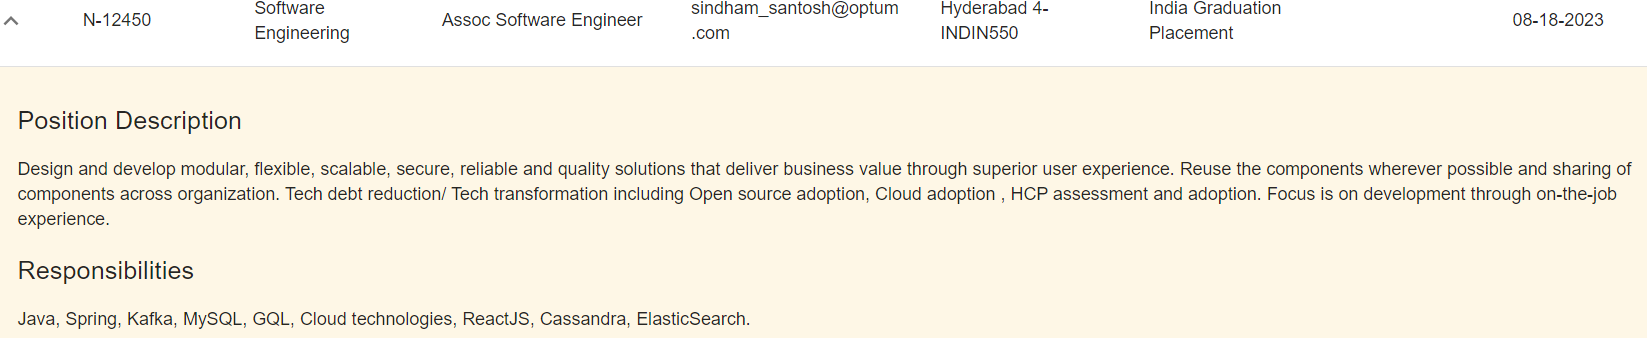 N-12450
Software
Engineering
Assoc Software Engineer
sindham_santosh@optum
.com
Hyderabad 4-
INDIN550
India Graduation
Placement
08-18-2023
Position Description
Design and develop modular, flexible, scalable, secure, reliable and quality solutions that deliver business value through superior user experience. Reuse the components wherever possible and sharing of
components across organization. Tech debt reduction/ Tech transformation including Open source adoption, Cloud adoption , HCP assessment and adoption. Focus is on development through on-the-job
experience.
Responsibilities
Java, Spring, Kafka, MySQL, GQL, Cloud technologies, ReactJS, Cassandra, ElasticSearch.